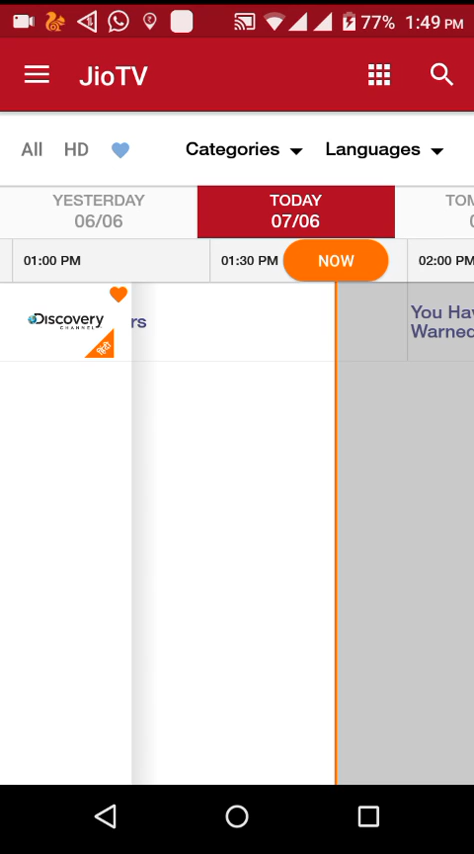 77% 1:49 PM
JioTV
All HD Categories Languages
YESTERDAY
06/06
TODAY
07/06
TOM
01:00 PM 01:30 PM NOW 02:00 PM
Discovery
CHANNEL
हिंदी
rs
You Hav
Warned